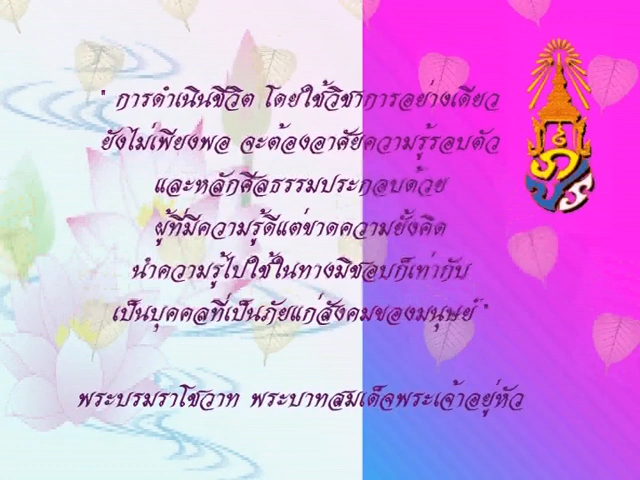 " การดำเนินชีวิต โดยใช้วิชาการอย่างเดียว
ยังไม่เพียงพอ จะต้องอาศัยความรู้รอบตัว
และหลักศีลธรรมประกอบด้วย
ผู้ที่มีความรู้ดีแต่ขาดความยั้งคิด
นำความรู้ไปใช้ในทางมิชอบก็เท่ากับ
เป็นบุคคลที่เป็นภัยแก่สังคมของมนุษย์ "
พระบรมราโชวาท พระบาทสมเด็จพระเจ้าอยู่หัว